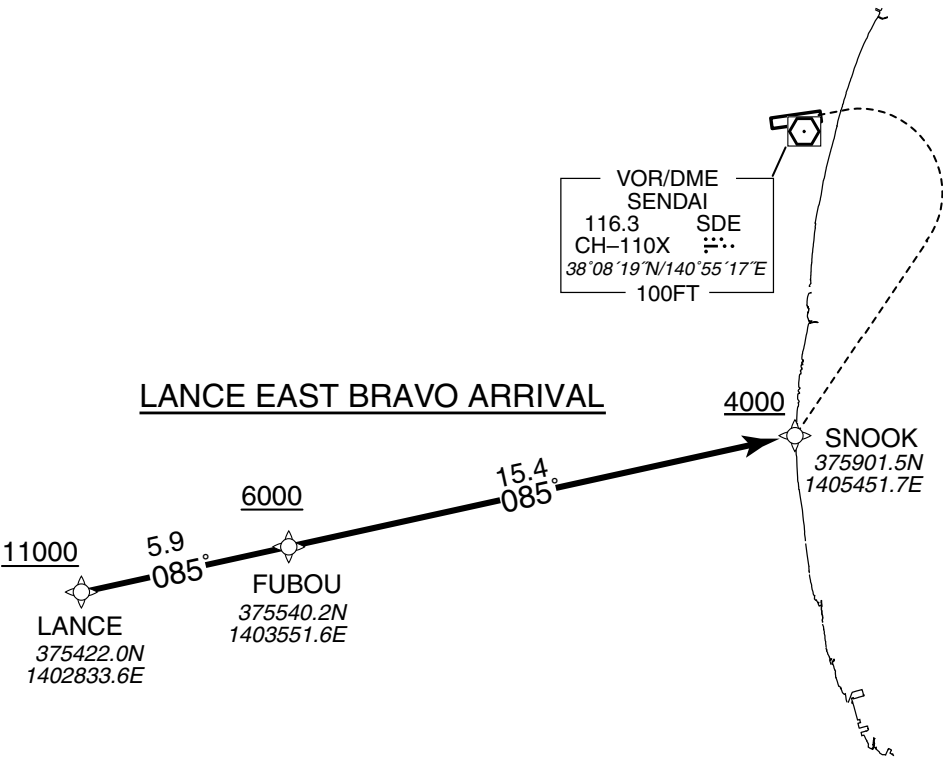 VOR/DME
SENDAI
116.3 SDE
CH–110X
38°08´19˝N/140°55´17˝E
100FT
LANCE EAST BRAVO ARRIVAL
4000
SNOOK
375901.5N
1405451.7E
15.4
085°
6000
FUBOU
375540.2N
1403551.6E
5.9
085°
11000
LANCE
375422.0N
1402833.6E